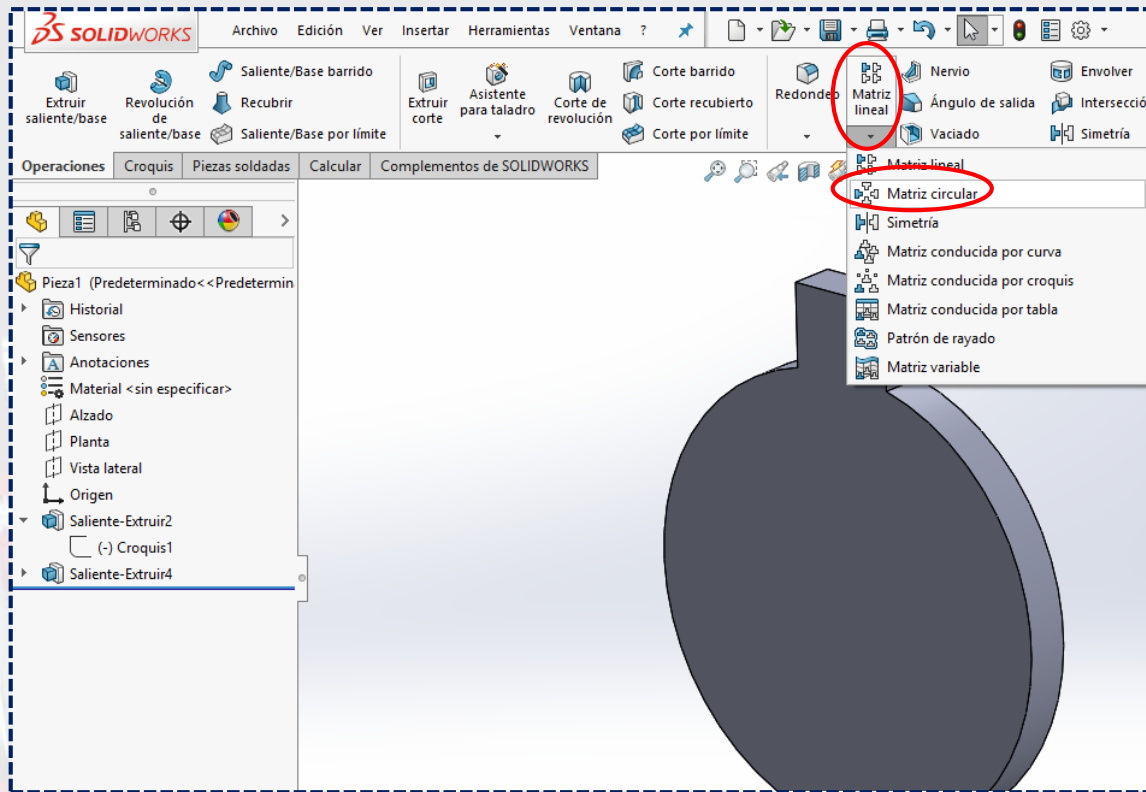 SOLIDWORKS
Archivo Edición Ver Insertar Herramientas Ventana ?
Extruir saliente/base
Revolución de saliente/base
Saliente/Base barrido
Recubrir
Saliente/Base por límite
Extruir corte
Asistente para taladro
Corte de revolución
Corte barrido
Corte recubierto
Corte por límite
Redondeo
Matriz lineal
Nervio
Ángulo de salida
Vaciado
Envolver
Intersecció
Simetría
Operaciones Croquis Piezas soldadas Calcular Complementos de SOLIDWORKS
Matriz lineal
Matriz circular
Simetría
Matriz conducida por curva
Matriz conducida por croquis
Matriz conducida por tabla
Patrón de rayado
Matriz variable
Pieza1 (Predeterminado<<Predetermin
Historial
Sensores
Anotaciones
Material <sin especificar>
Alzado
Planta
Vista lateral
Origen
Saliente-Extruir2
(-) Croquis1
Saliente-Extruir4